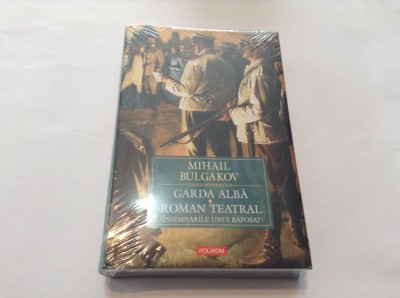 MIHAIL
BULGAKOV
GARDA ALBĂ
ROMAN TEATRAL
(ÎNSEMNĂRILE UNUI RĂPOSAT)
POLIROM